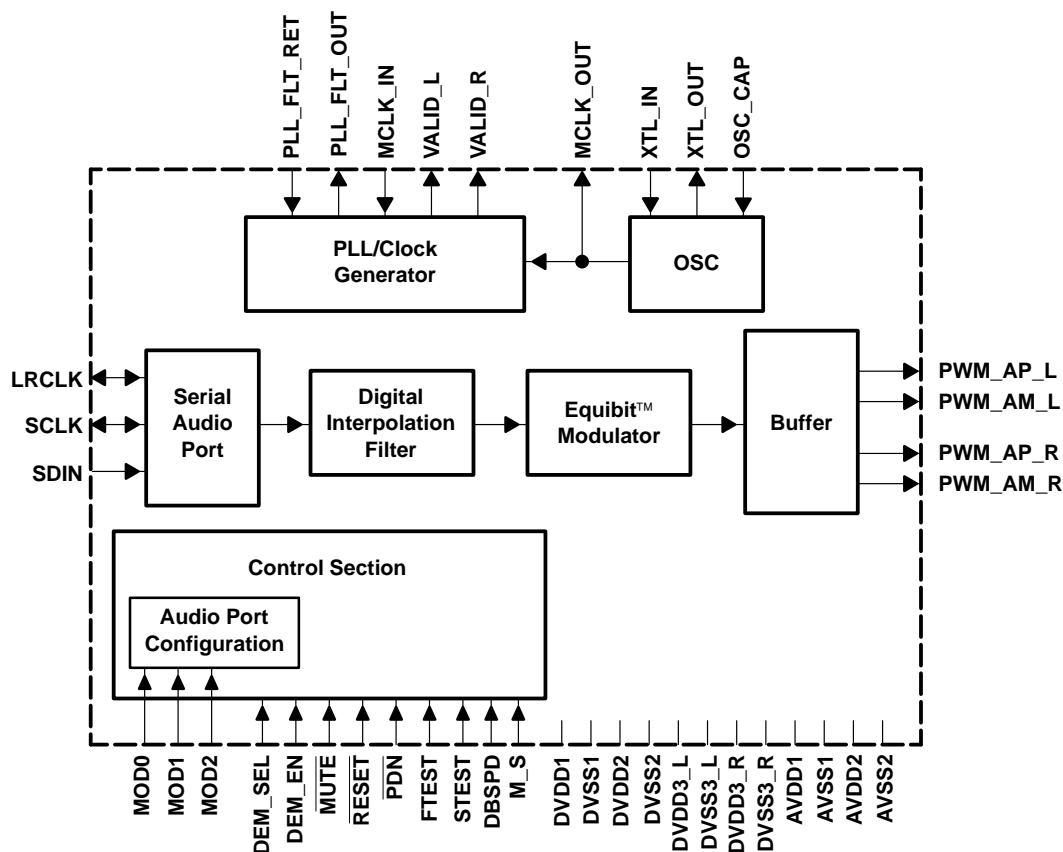 PLL_FLT_RET
PLL_FLT_OUT
MCLK_IN
VALID_L
VALID_R
MCLK_OUT
XTL_IN
XTL_OUT
OSC_CAP
PLL/Clock
Generator
OSC
LRCLK
SCLK
SDIN
Serial
Audio
Port
Digital
Interpolation
Filter
Equibit™
Modulator
Buffer
PWM_AP_L
PWM_AM_L
PWM_AP_R
PWM_AM_R
Control Section
Audio Port
Configuration
MOD0
MOD1
MOD2
DEM_SEL
DEM_EN
MUTE
RESET
PDN
FTEST
STEST
DBSPD
M_S
DVDD1
DVSS1
DVDD2
DVSS2
DVDD3_L
DVSS3_L
DVDD3_R
DVSS3_R
AVDD1
AVSS1
AVDD2
AVSS2